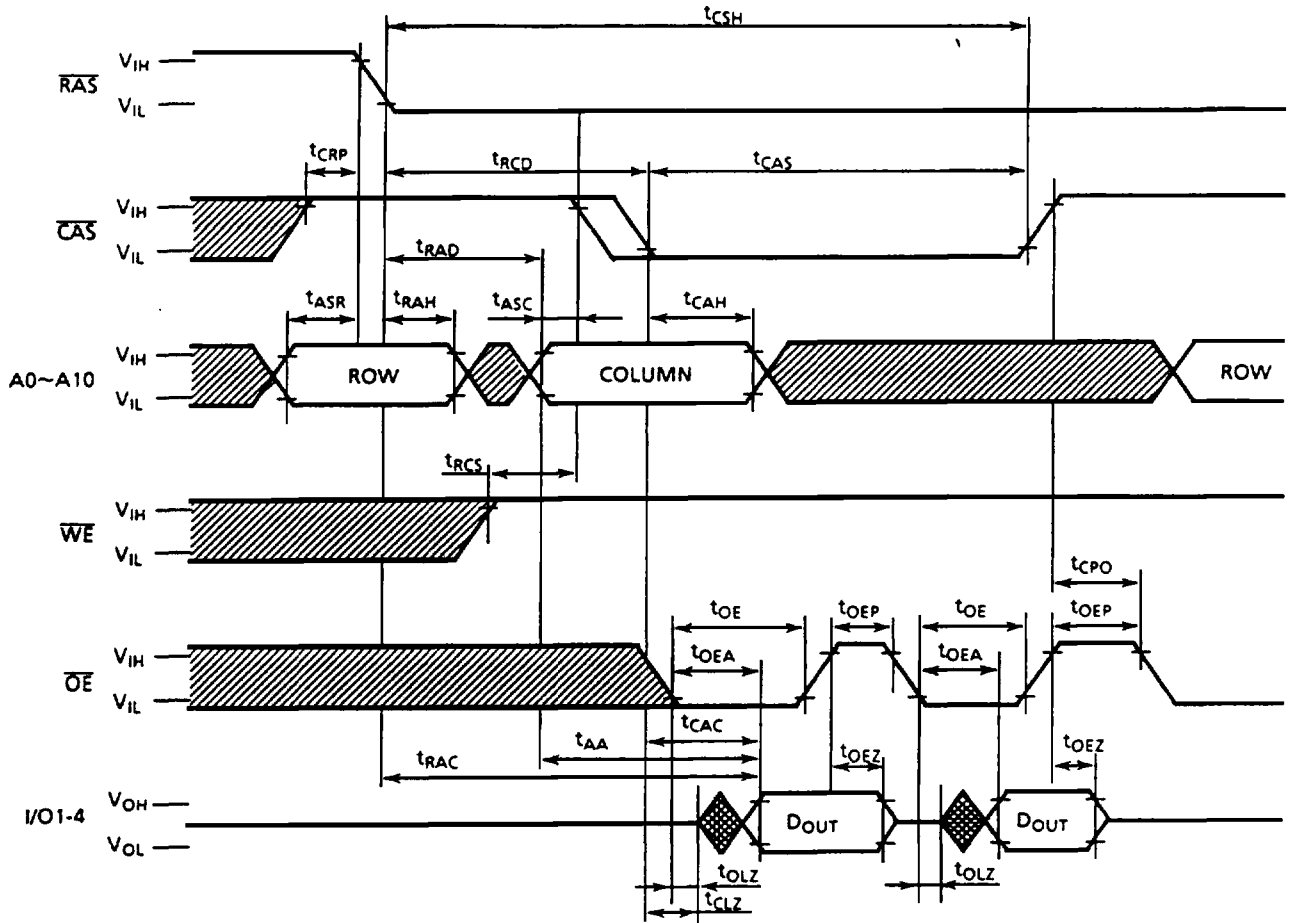 tCSH
VIH
RAS
VIL
tCRP
tRCD
tCAS
VIH
CAS
VIL
tRAD
tASR
tRAH
tASC
tCAH
VIH
A0~A10
ROW
COLUMN
ROW
VIL
tRCS
VIH
WE
VIL
tCPO
tOE
tOEP
tOE
tOEP
VIH
tOEA
tOEA
OE
VIL
tCAC
tAA
tRAC
tOEZ
tOEZ
VOH
I/O1-4
DOUT
DOUT
VOL
tOLZ
tOLZ
tCLZ